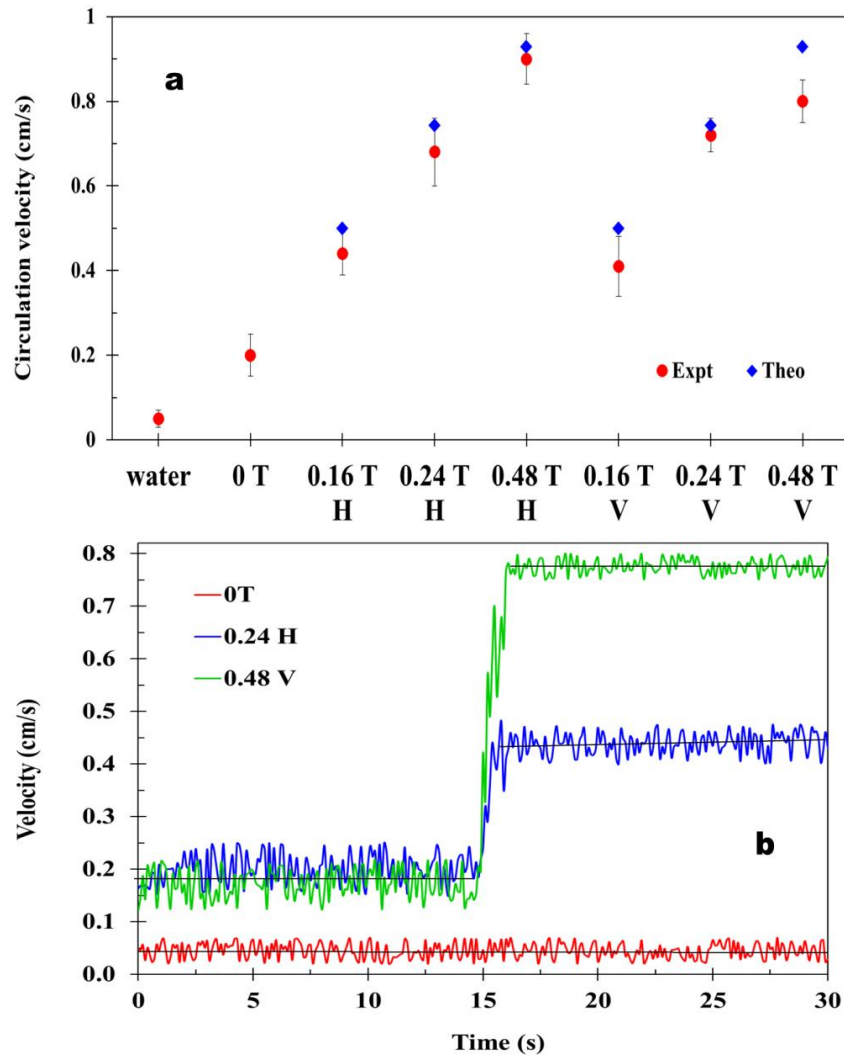 1
a
0.8
0.6
0.4
0.2
0
Circulation velocity (cm/s)
Expt Theo
water 0 T 0.16 T 0.24 T 0.48 T 0.16 T 0.24 T 0.48 T
H H H V V V
0.8
0.7
0.6
0.5
0.4
0.3
0.2
0.1
0.0
Velocity (cm/s)
0T
0.24 H
0.48 V
b
0 5 10 15 20 25 30
Time (s)